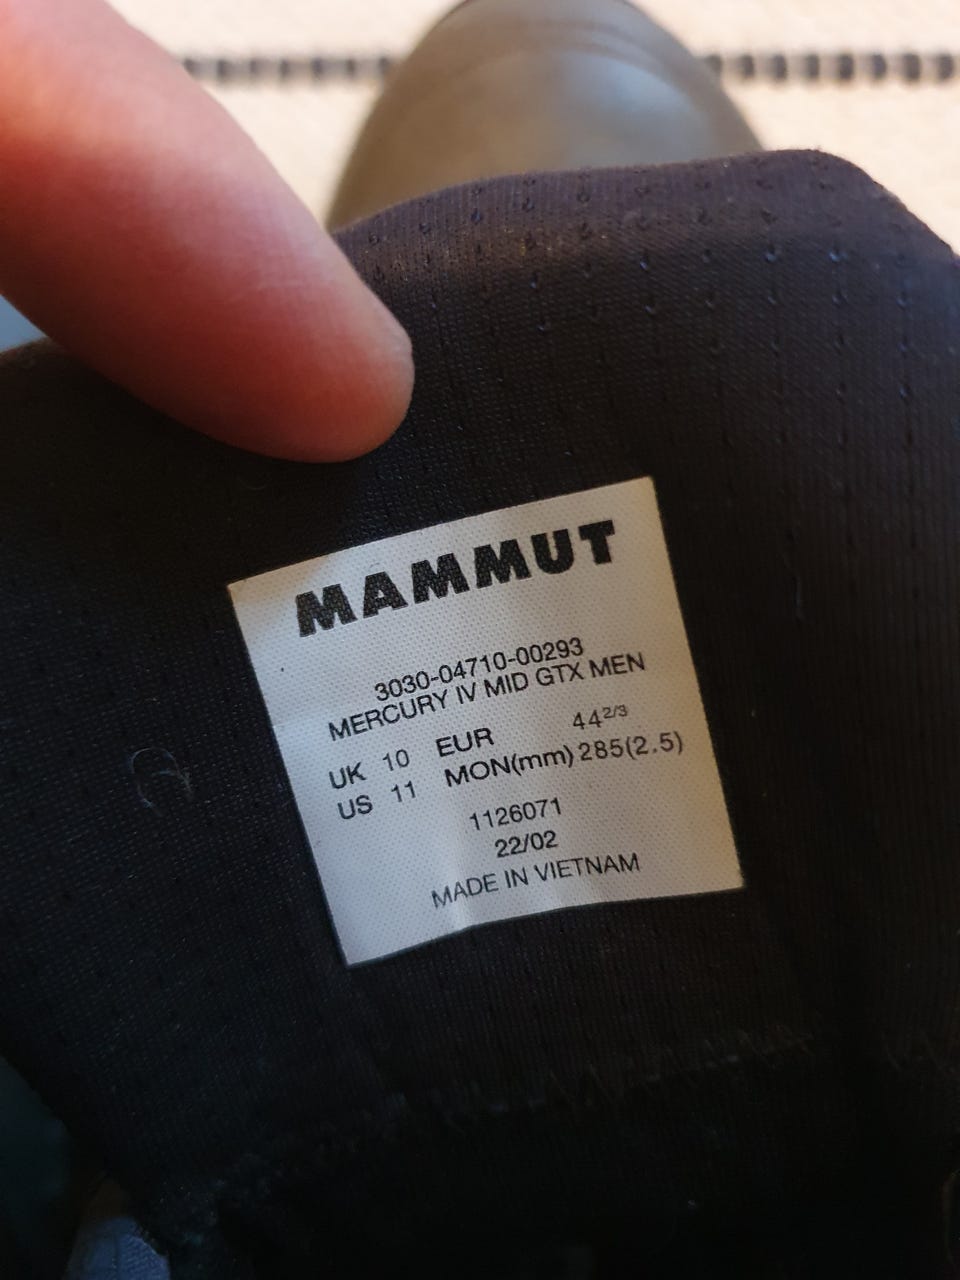 MAMMUT
3030-04710-00293
MERCURY IV MID GTX MEN
UK 10 EUR 44 2/3
US 11 MON(mm) 285(2.5)
1126071
22/02
MADE IN VIETNAM